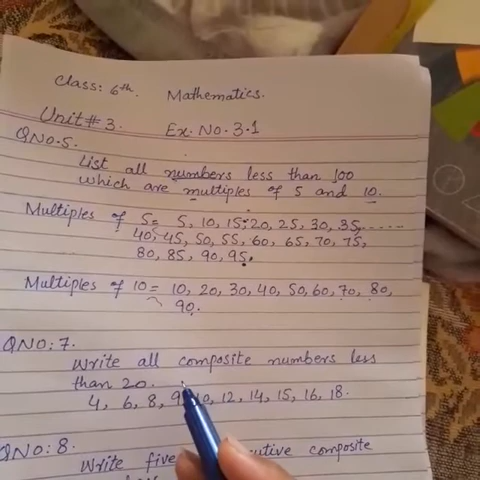 Class: 6th. Mathematics.
Unit # 3. Ex. No. 3.1
QNO.5.
List all numbers less than 100
which are multiples of 5 and 10.
Multiples of 5 = 5, 10, 15, 20, 25, 30, 35, ......
40, 45, 50, 55, 60, 65, 70, 75,
80, 85, 90, 95.
Multiples of 10 = 10, 20, 30, 40, 50, 60, 70, 80,
90.
QNO: 7.
Write all composite numbers less
than 20.
4, 6, 8, 9, 10, 12, 14, 15, 16, 18.
QNO: 8.
Write five composite